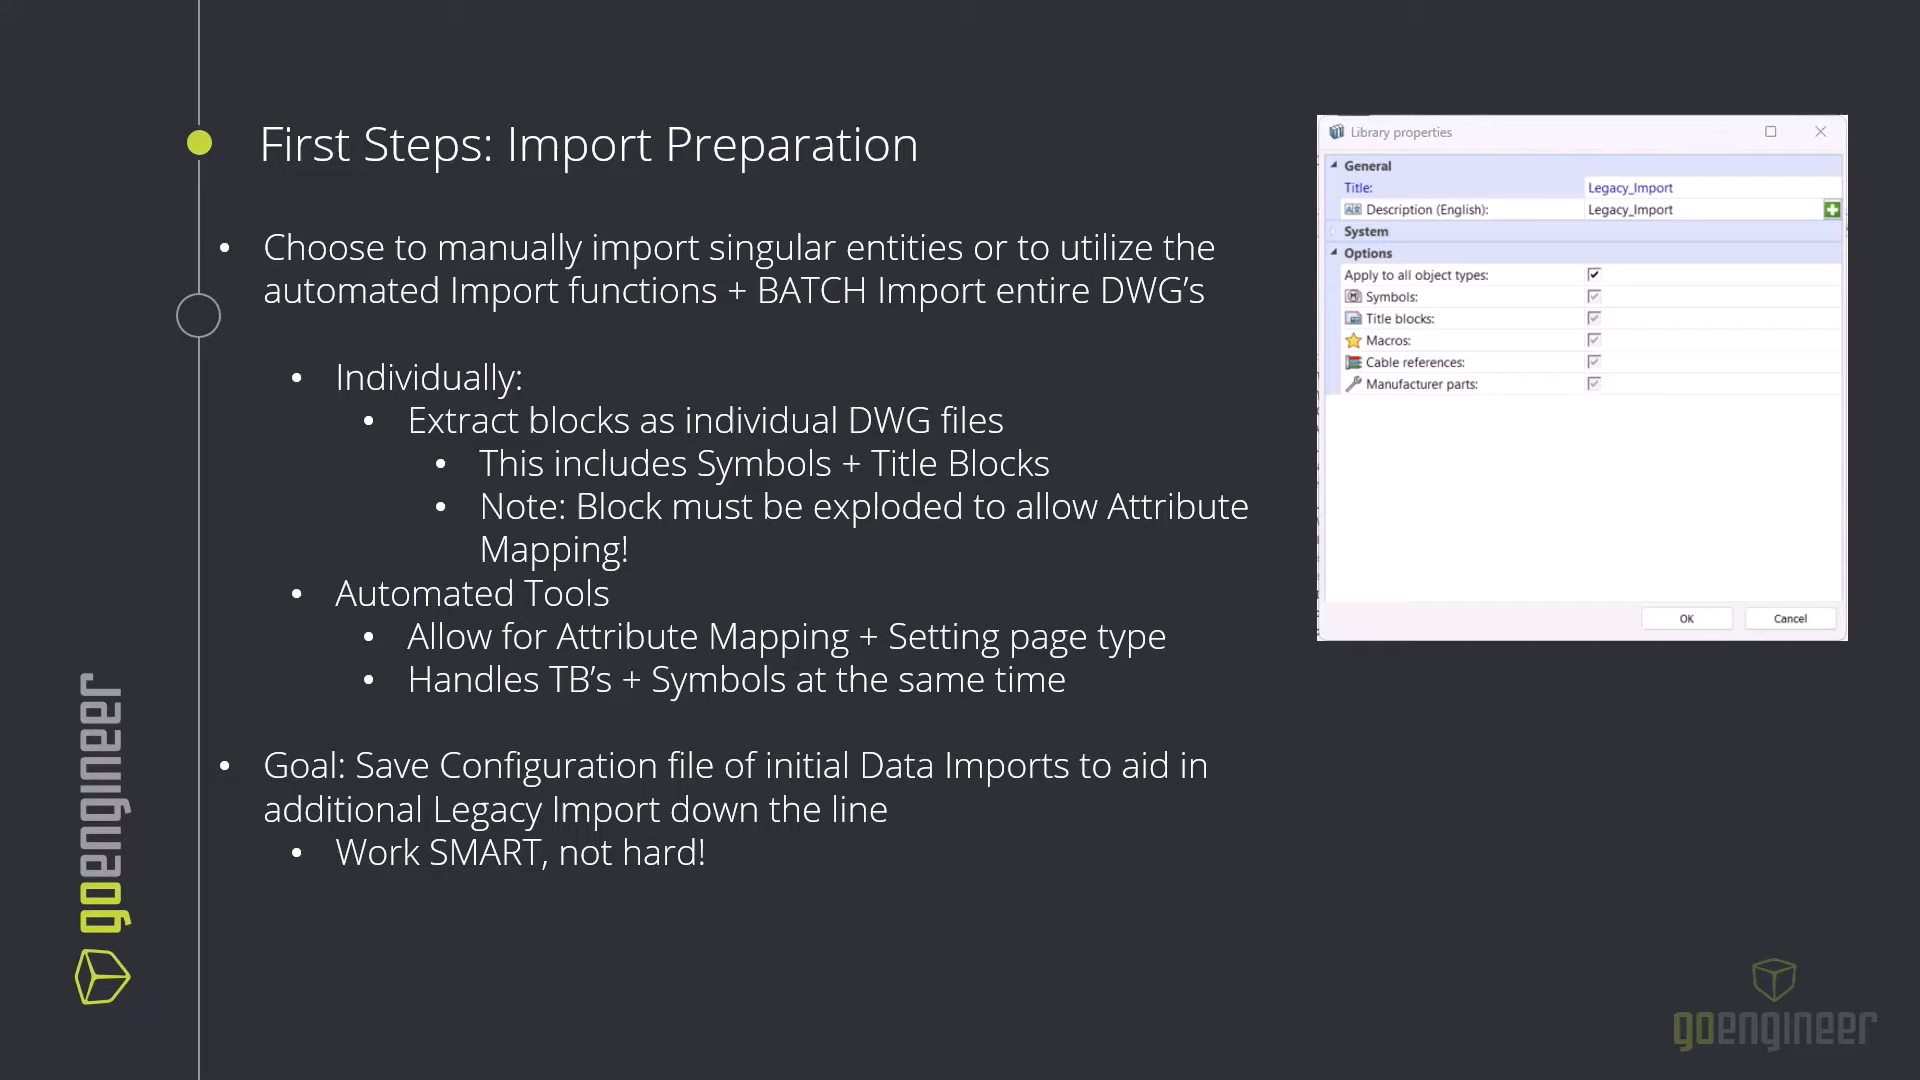 First Steps: Import Preparation
• Choose to manually import singular entities or to utilize the
automated Import functions + BATCH Import entire DWG’s
• Individually:
• Extract blocks as individual DWG files
• This includes Symbols + Title Blocks
• Note: Block must be exploded to allow Attribute
Mapping!
• Automated Tools
• Allow for Attribute Mapping + Setting page type
• Handles TB’s + Symbols at the same time
• Goal: Save Configuration file of initial Data Imports to aid in
additional Legacy Import down the line
• Work SMART, not hard!
Library properties
General
Title: Legacy_Import
Description (English): Legacy_Import
System
Options
Apply to all object types:
Symbols:
Title blocks:
Macros:
Cable references:
Manufacturer parts:
OK Cancel
goengineer
goengineer